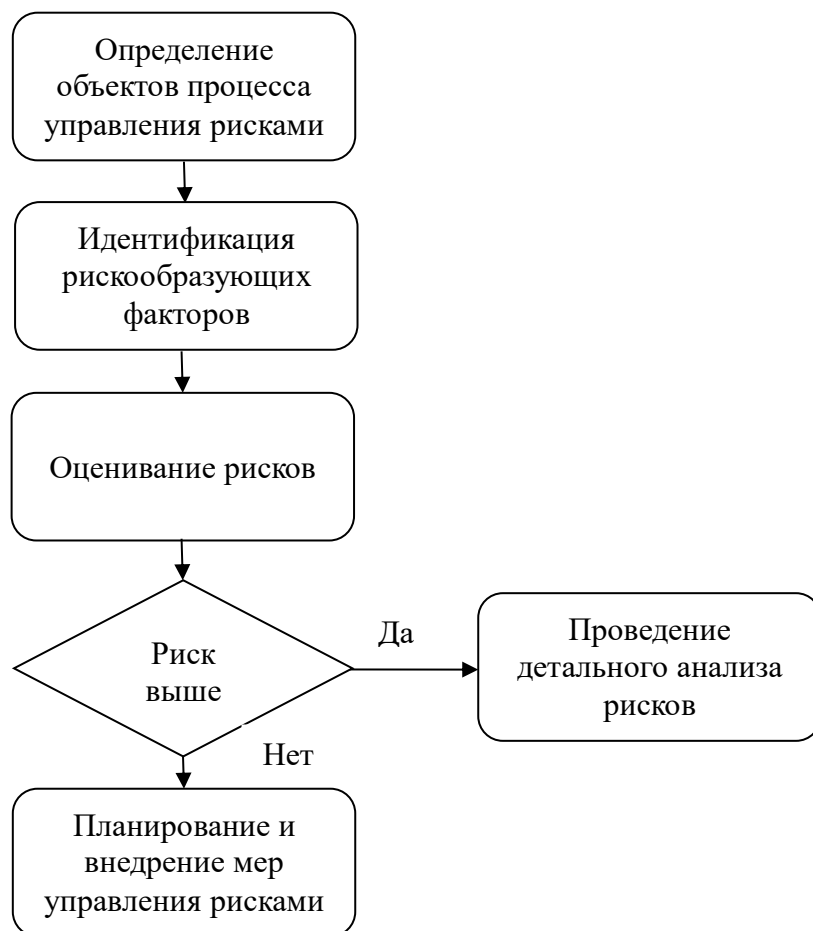 Определение
объектов процесса
управления рисками
Идентификация
рискообразующих
факторов
Оценивание рисков
Риск
выше
Да
Проведение
детального анализа
рисков
Нет
Планирование и
внедрение мер
управления рисками